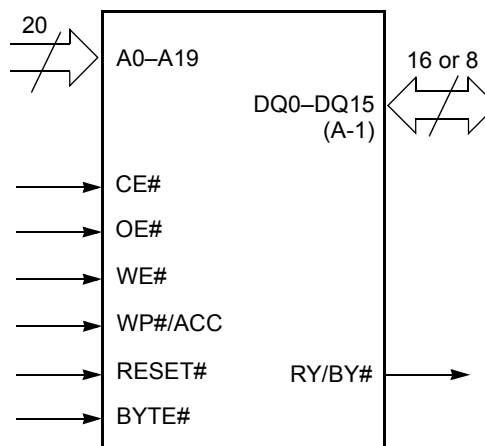 20
A0–A19
16 or 8
DQ0–DQ15
(A-1)
CE#
OE#
WE#
WP#/ACC
RESET#
RY/BY#
BYTE#